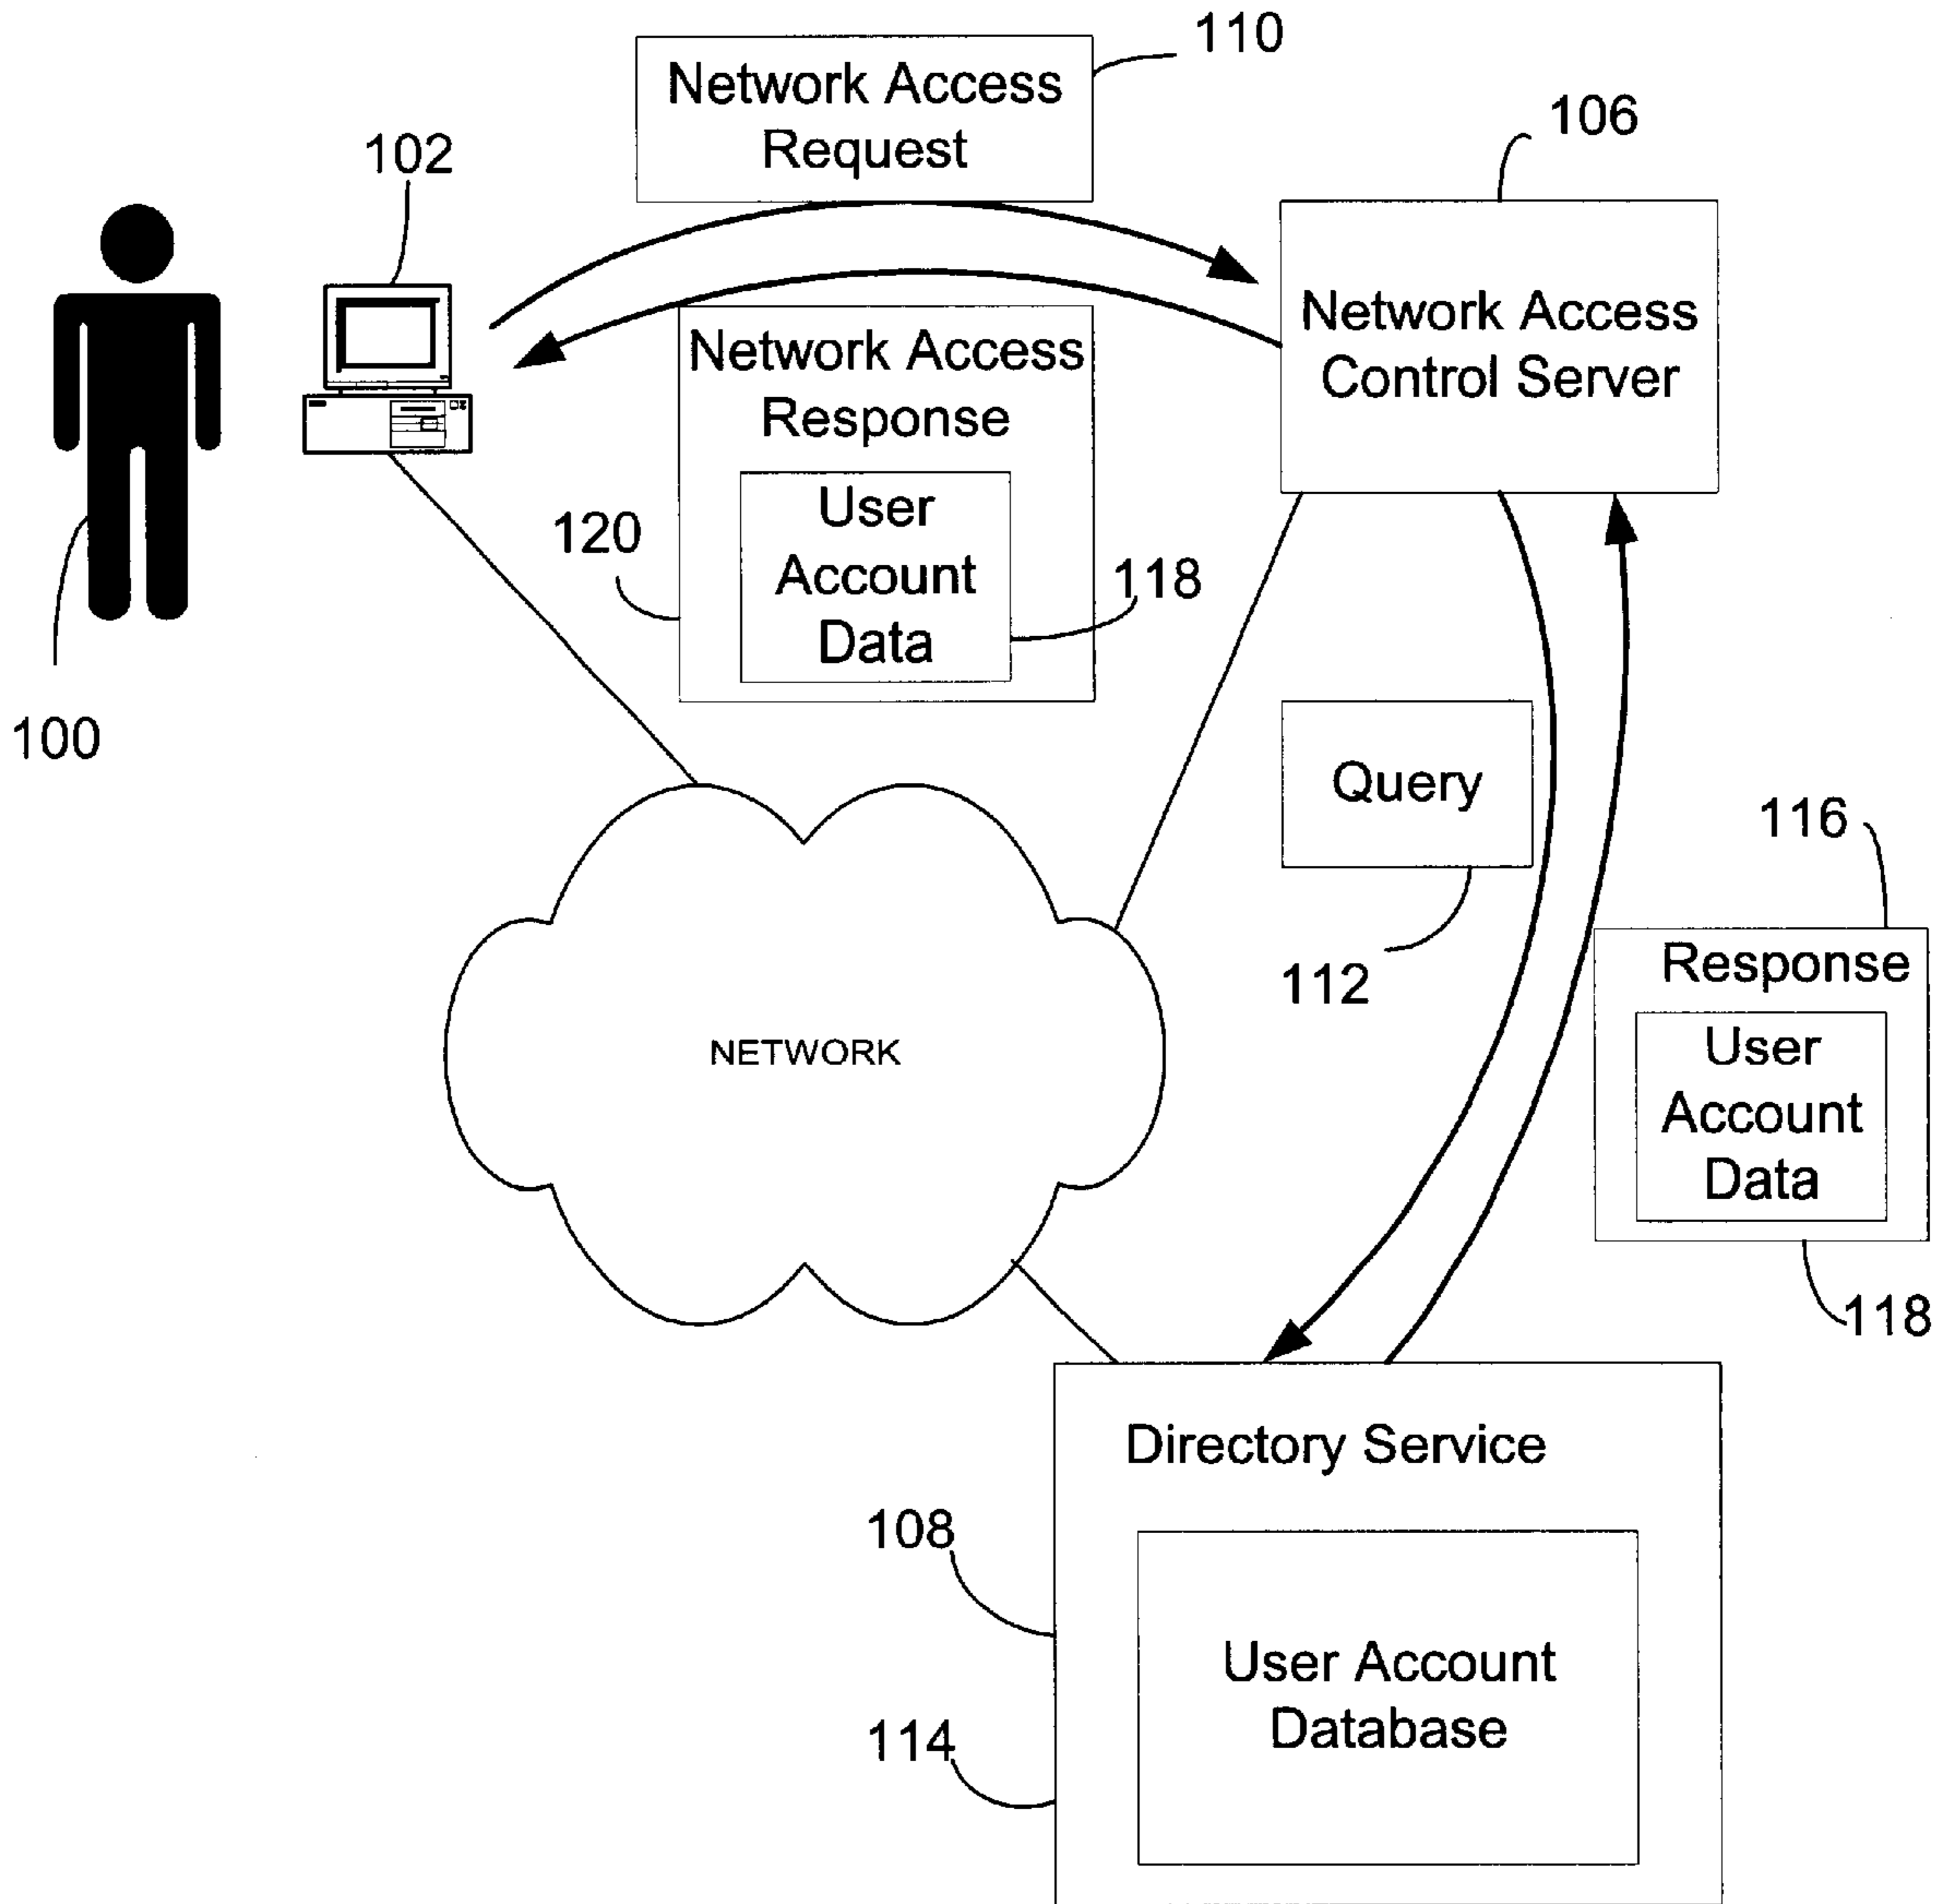 110
Network Access
Request
106
102
Network Access
Control Server
Network Access
Response
User
Account
Data
120
118
100
Query
112
116
Response
User
Account
Data
118
NETWORK
Directory Service
108
User Account
Database
114